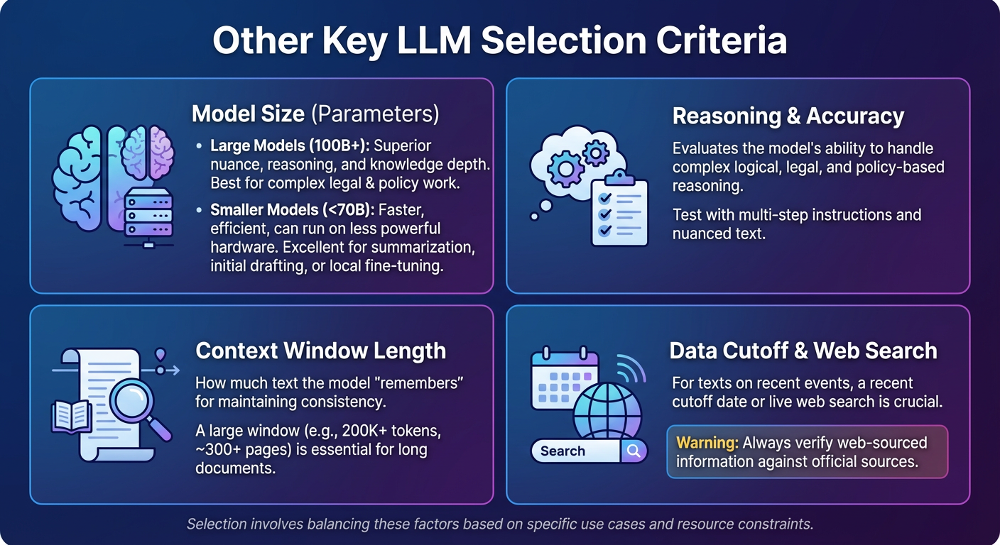 Other Key LLM Selection Criteria
Model Size (Parameters)
• Large Models (100B+): Superior
nuance, reasoning, and knowledge depth.
Best for complex legal & policy work.
• Smaller Models (<70B): Faster,
efficient, can run on less powerful
hardware. Excellent for summarization,
initial drafting, or local fine-tuning.
Reasoning & Accuracy
Evaluates the model's ability to handle
complex logical, legal, and policy-based
reasoning.
Test with multi-step instructions and
nuanced text.
Context Window Length
How much text the model "remembers"
for maintaining consistency.
A large window (e.g., 200K+ tokens,
~300+ pages) is essential for long
documents.
Data Cutoff & Web Search
For texts on recent events, a recent
cutoff date or live web search is crucial.
Search
Warning: Always verify web-sourced
information against official sources.
Selection involves balancing these factors based on specific use cases and resource constraints.